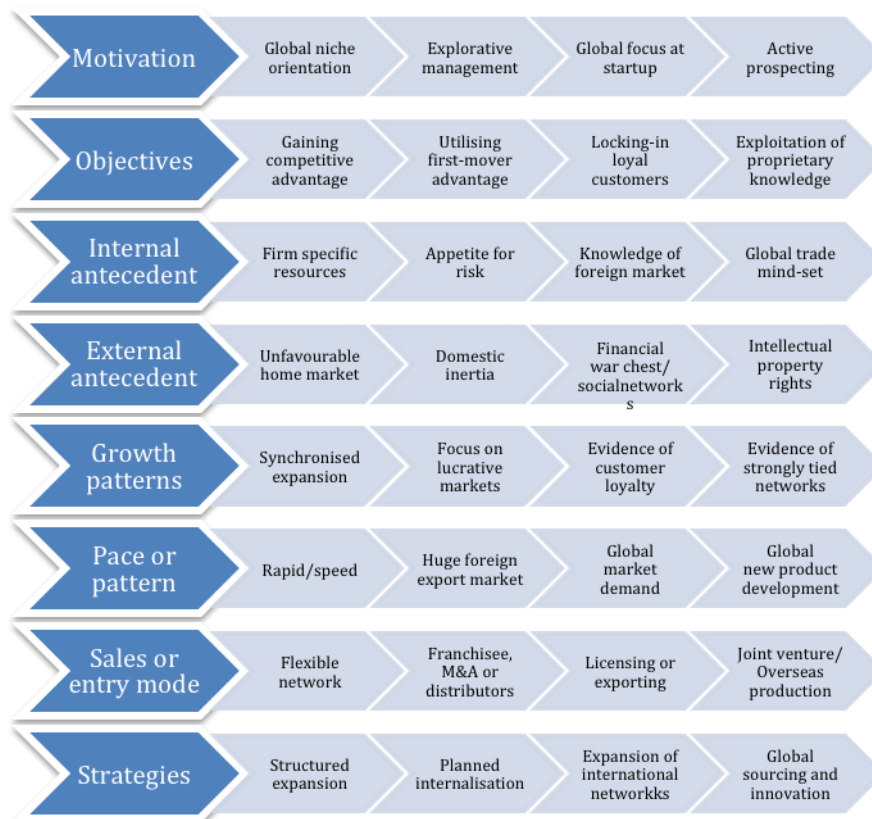 Motivation
Global niche
orientation
Explorative
management
Global focus at
startup
Active
prospecting
Objectives
Gaining
competitive
advantage
Utilising
first-mover
advantage
Locking-in
loyal
customers
Exploitation of
proprietary
knowledge
Internal
antecedent
Firm specific
resources
Appetite for
risk
Knowledge of
foreign market
Global trade
mind-set
External
antecedent
Unfavourable
home market
Domestic
inertia
Financial
war chest/
socialnetwork
s
Intellectual
property
rights
Growth
patterns
Synchronised
expansion
Focus on
lucrative
markets
Evidence of
customer
loyalty
Evidence of
strongly tied
networks
Pace or
pattern
Rapid/speed
Huge foreign
export market
Global
market
demand
Global
new product
development
Sales or
entry mode
Flexible
network
Franchisee,
M&A or
distributors
Licensing or
exporting
Joint venture/
Overseas
production
Strategies
Structured
expansion
Planned
internalisation
Expansion of
international
networkks
Global
sourcing and
innovation